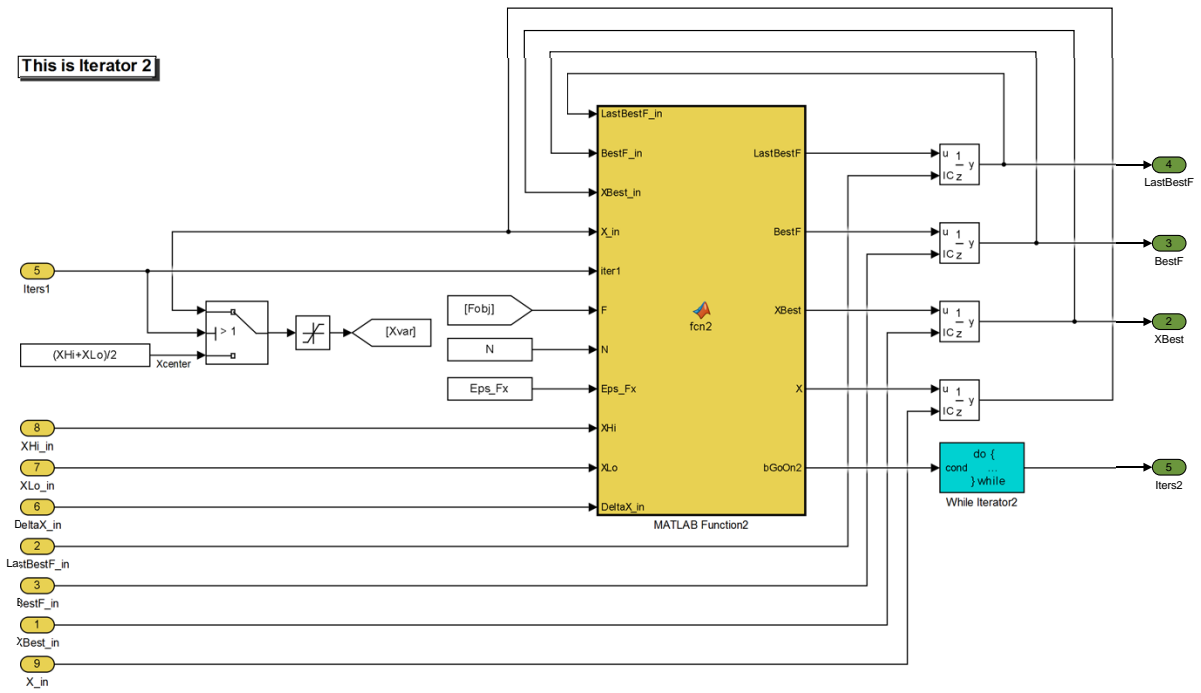 This is Iterator 2
LastBestF_in
BestF_in
XBest_in
X_in
iter1
F
N
Eps_Fx
XHi
XLo
DeltaX_in
LastBestF
BestF
XBest
X
bGoOn2
fcn2
MATLAB Function2
5
Iters1
> 1
(XHi+XLo)/2
Xcenter
[Xvar]
[Fobj]
N
Eps_Fx
8
XHi_in
7
XLo_in
6
DeltaX_in
2
LastBestF_in
3
BestF_in
1
XBest_in
9
X_in
u
IC
1
z
y
u
IC
1
z
y
u
IC
1
z
y
u
IC
1
z
y
do {
cond ...
} while
While Iterator2
4
LastBestF
3
BestF
2
XBest
5
Iters2